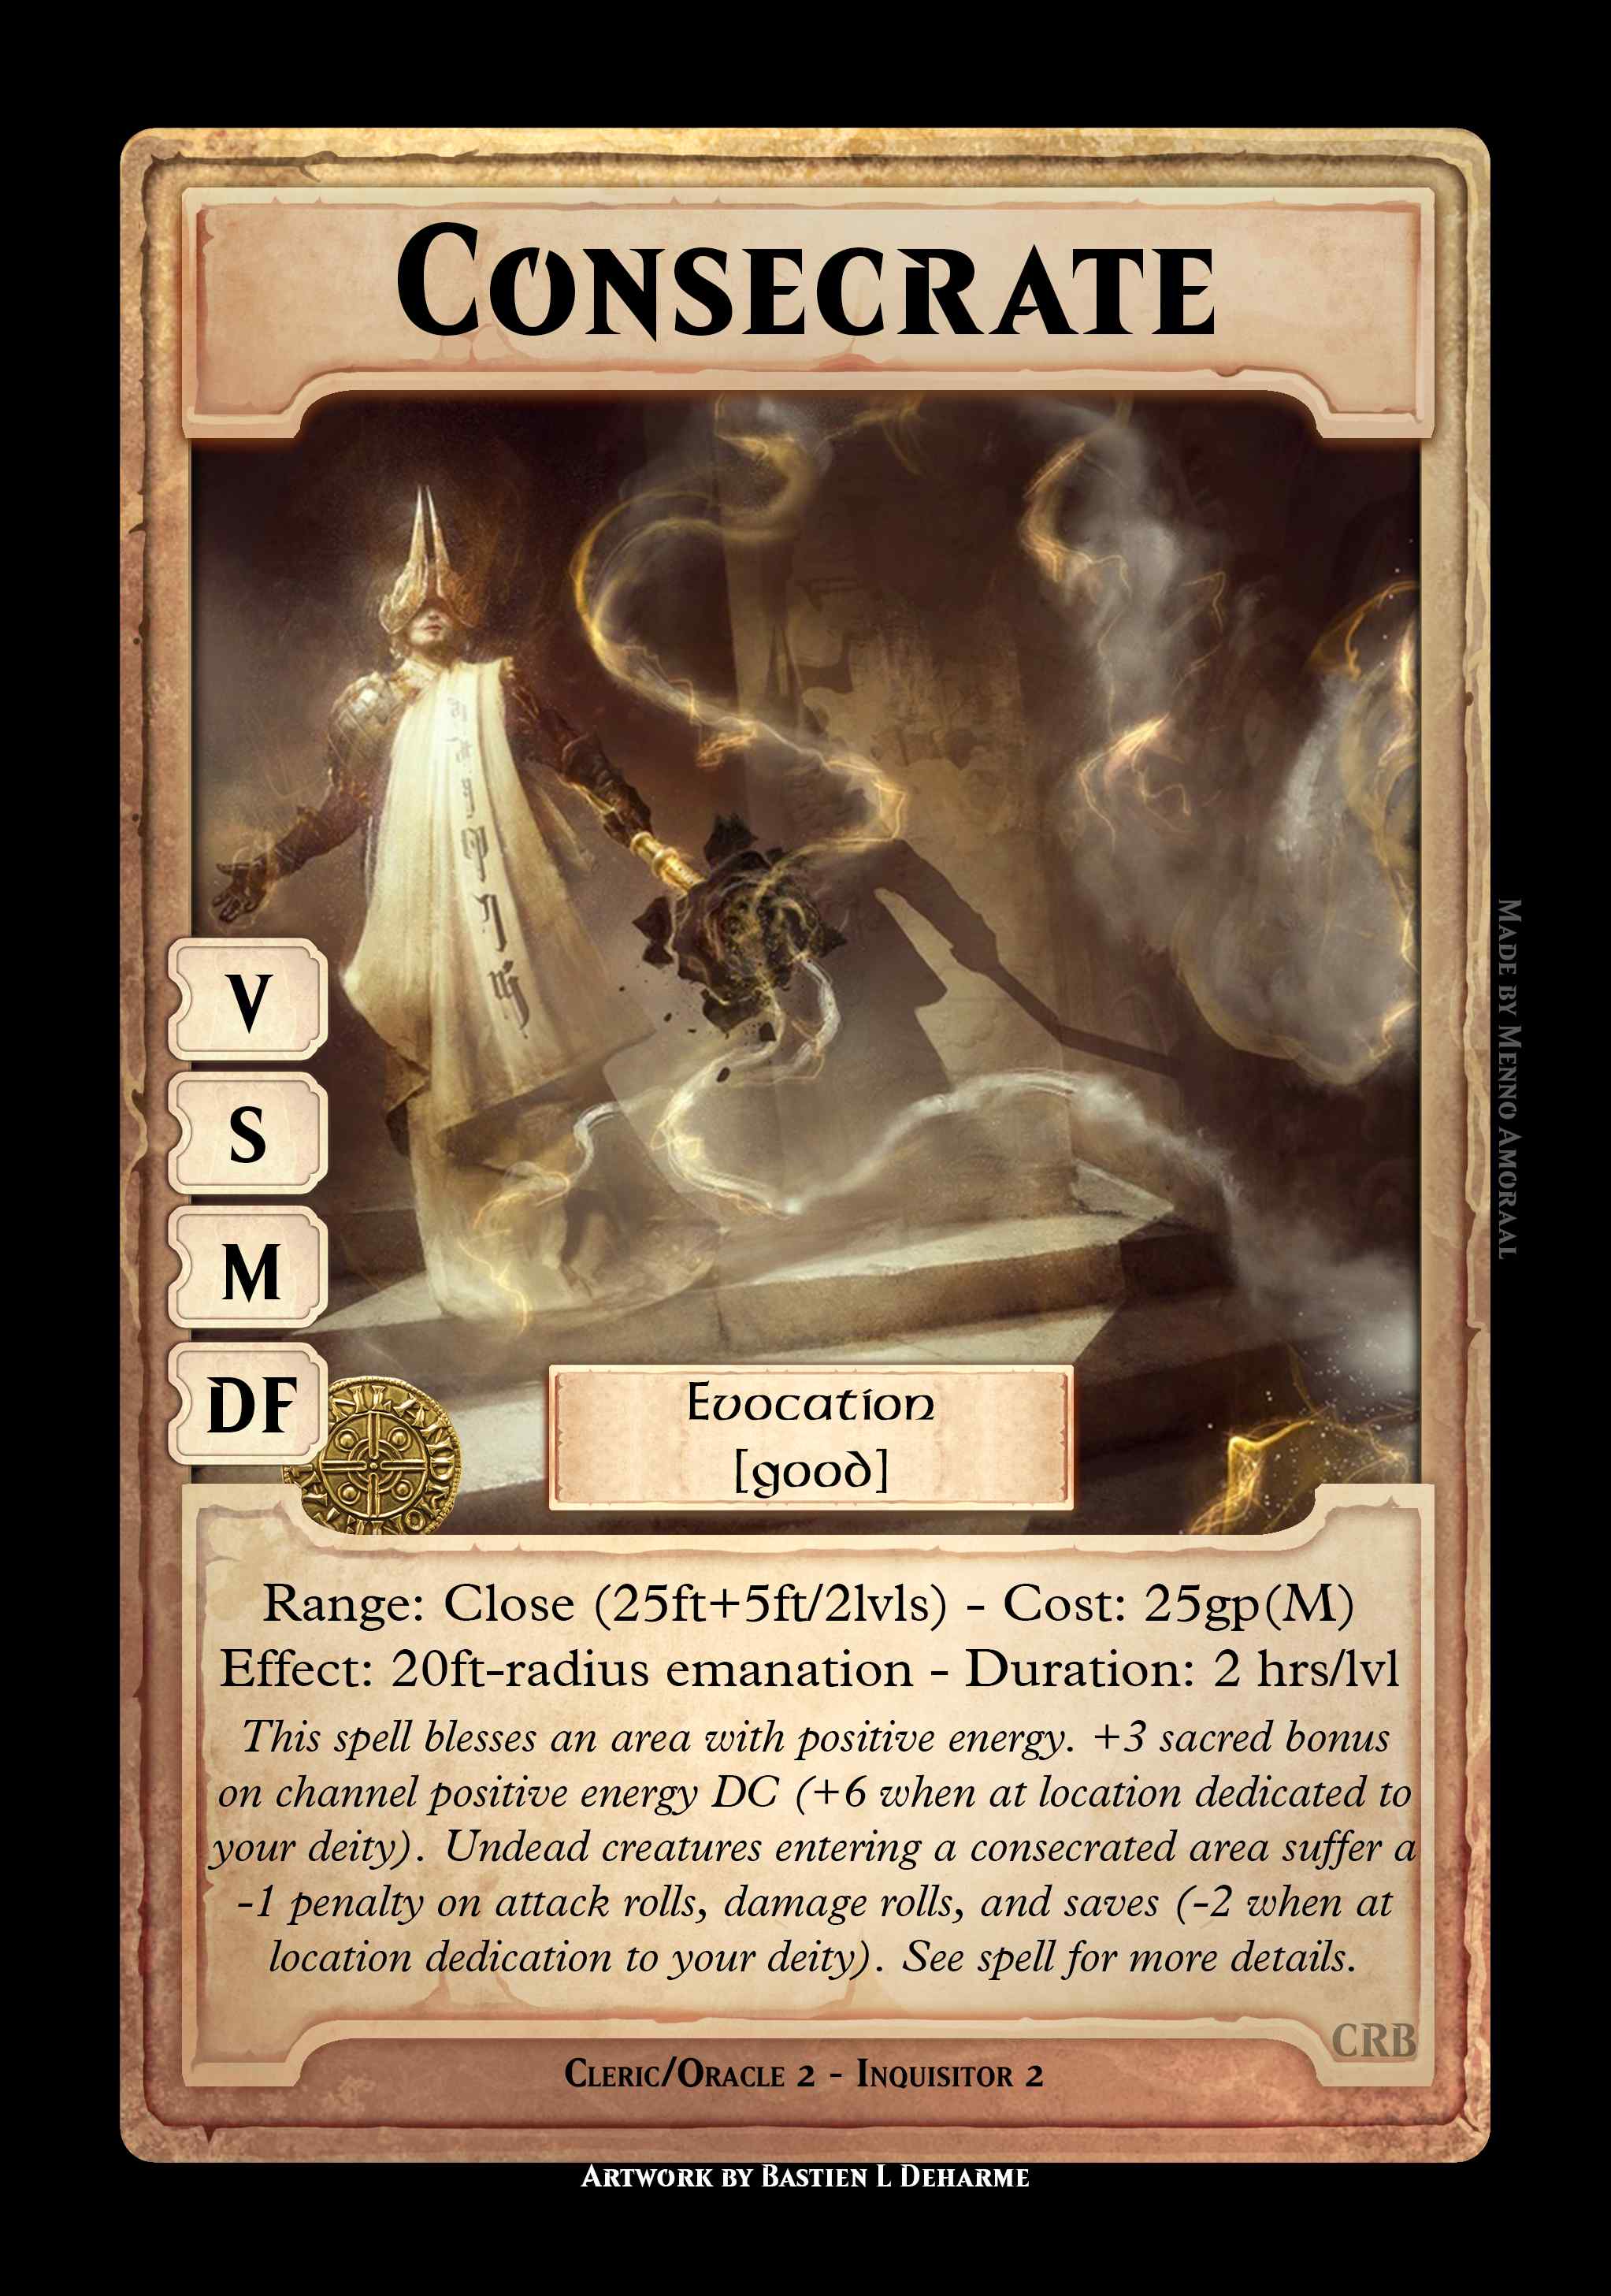 Consecrate
V
S
M
DF
Evocation
[good]
Range: Close (25ft+5ft/2lvls) - Cost: 25gp(M)
Effect: 20ft-radius emanation - Duration: 2 hrs/lvl
This spell blesses an area with positive energy. +3 sacred bonus
on channel positive energy DC (+6 when at location dedicated to
your deity). Undead creatures entering a consecrated area suffer a
-1 penalty on attack rolls, damage rolls, and saves (-2 when at
location dedication to your deity). See spell for more details.
CRB
Cleric/Oracle 2 - Inquisitor 2
Artwork by Bastien L Deharme
Made by Menno Amoraal